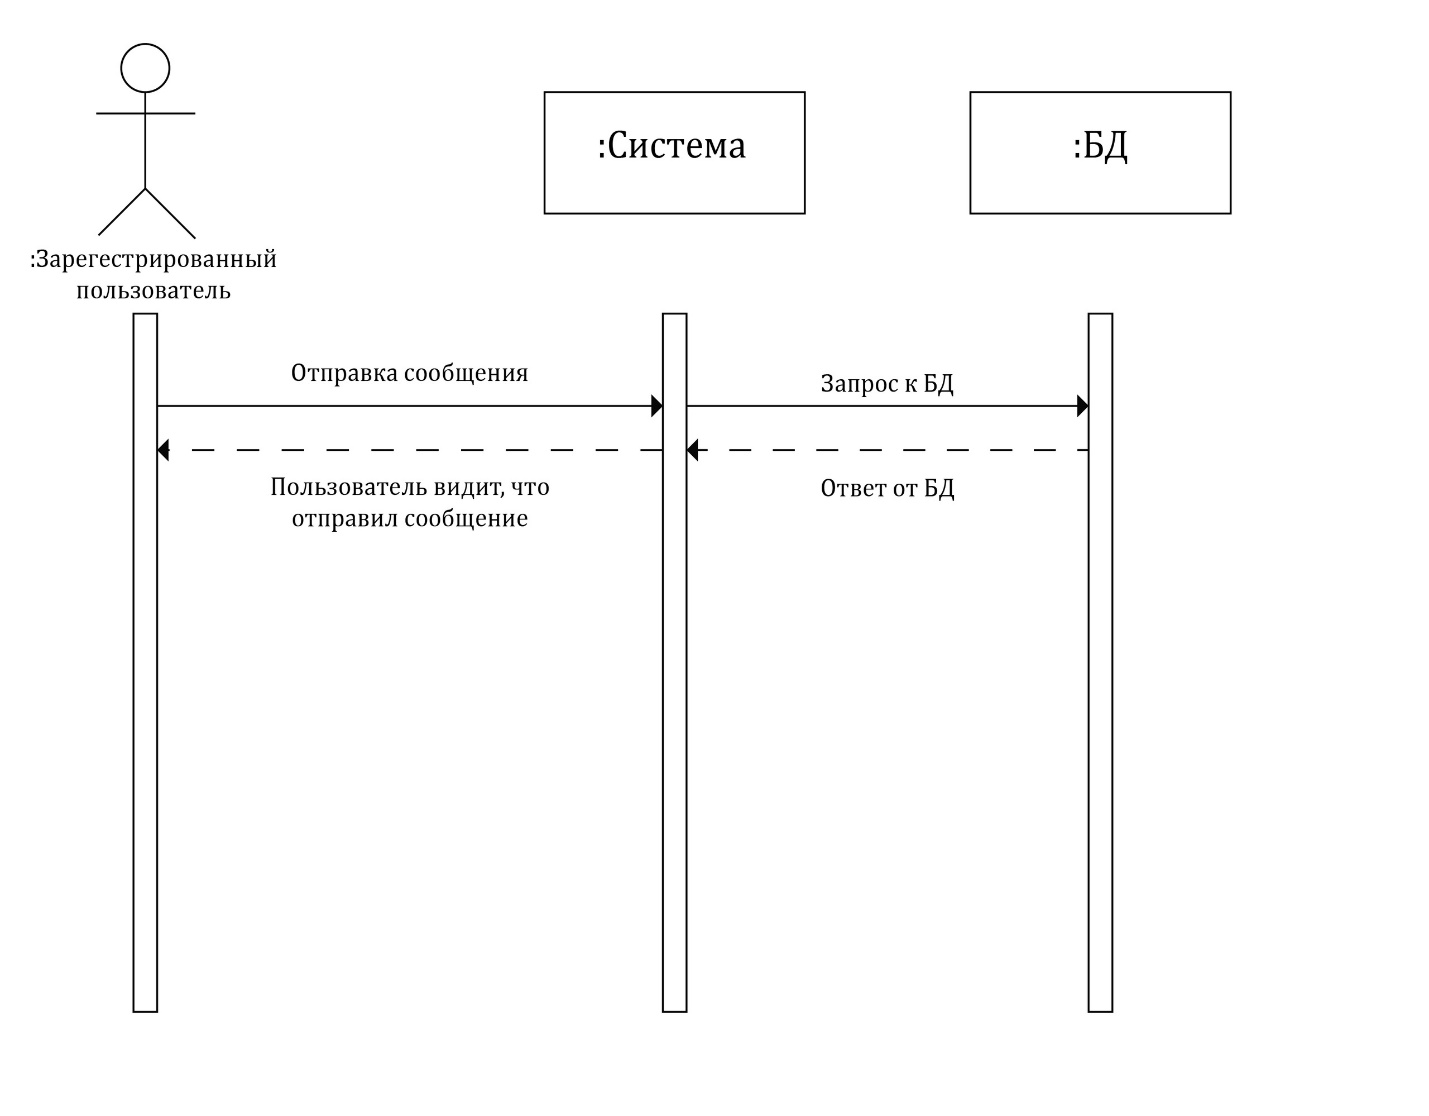 :Система
:БД
:Зарегестрированный
пользователь
Отправка сообщения
Запрос к БД
Пользователь видит, что
отправил сообщение
Ответ от БД